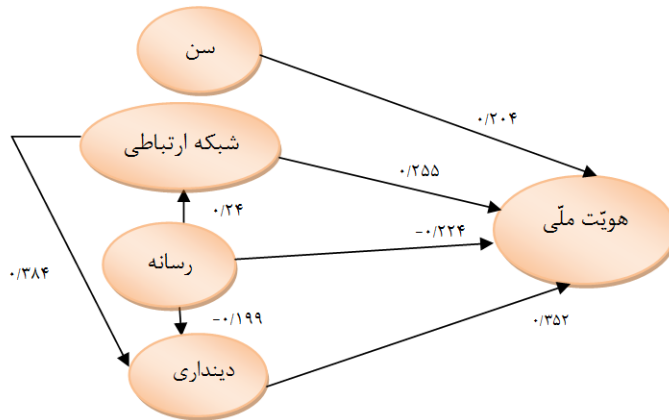 سن
۰/۲۰۴
شبکه ارتباطی
۰/۲۵۵
هویّت ملّی
۰/۲۴
-۰/۲۲۴
رسانه
۰/۳۸۴
-۰/۱۹۹
۰/۳۵۲
دینداری